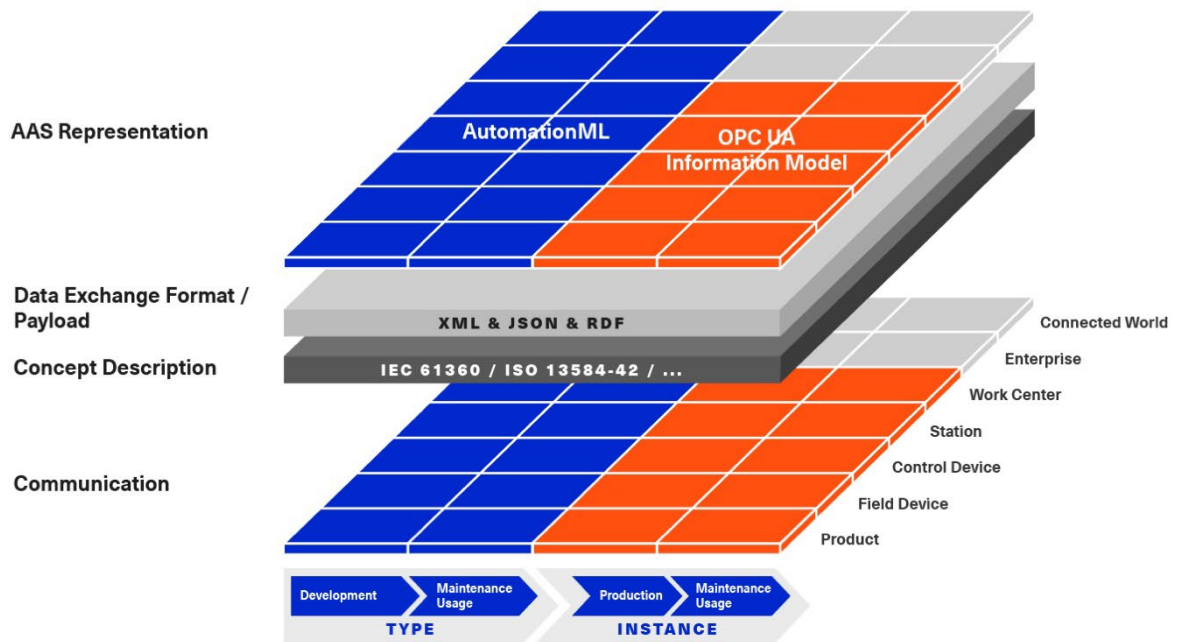 AAS Representation
AutomationML
OPC UA
Information Model
Data Exchange Format /
Payload
XML & JSON & RDF
Concept Description
IEC 61360 / ISO 13584-42 / ...
Communication
Connected World
Enterprise
Work Center
Station
Control Device
Field Device
Product
Development
Maintenance
Usage
TYPE
Production
Maintenance
Usage
INSTANCE